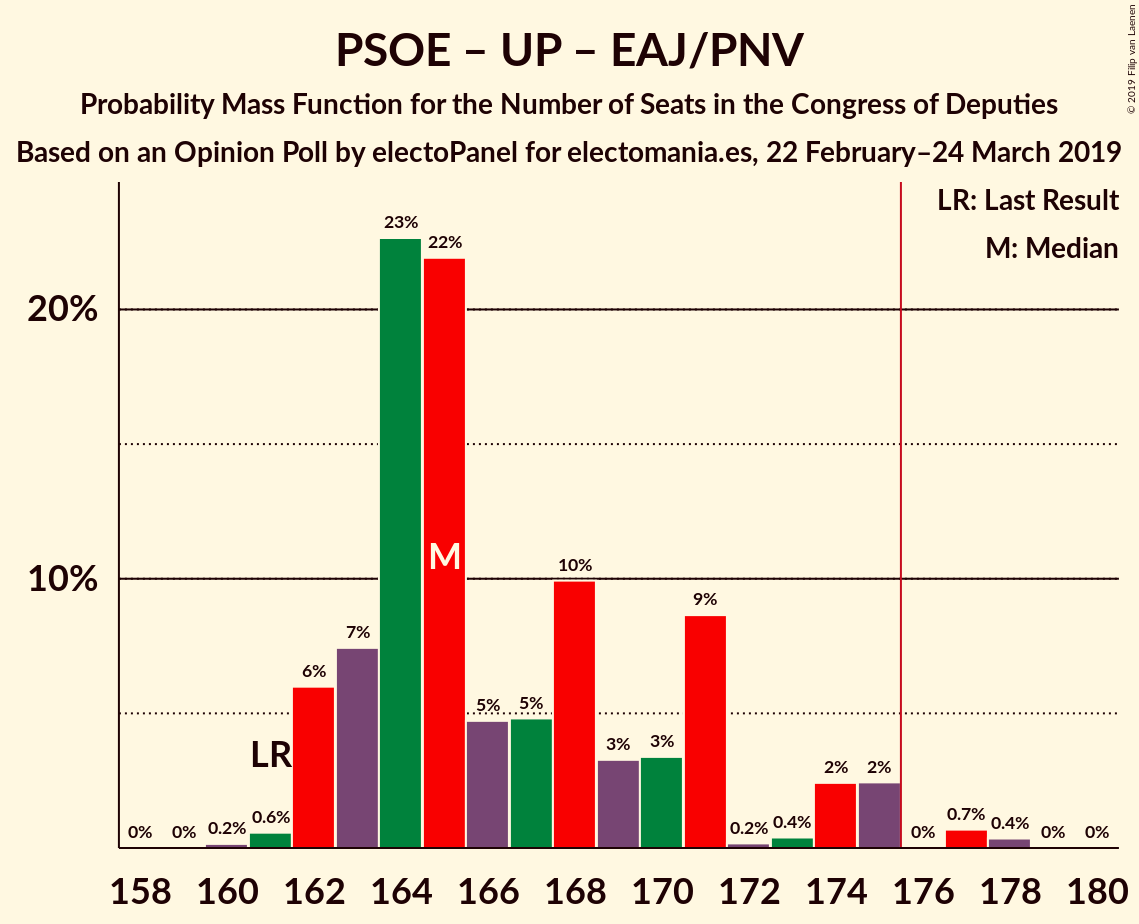 PSOE – UP – EAJ/PNV
Probability Mass Function for the Number of Seats in the Congress of Deputies
Based on an Opinion Poll by electoPanel for electomania.es, 22 February–24 March 2019
© 2019 Filip van Laenen
LR: Last Result
M: Median
20%
10%
0% 0% 0.2% 0.6% 6% 7% 23% 22% 5% 5% 10% 3% 3% 9% 0.2% 0.4% 2% 2% 0% 0.7% 0.4% 0% 0%
LR
M
158 160 162 164 166 168 170 172 174 176 178 180